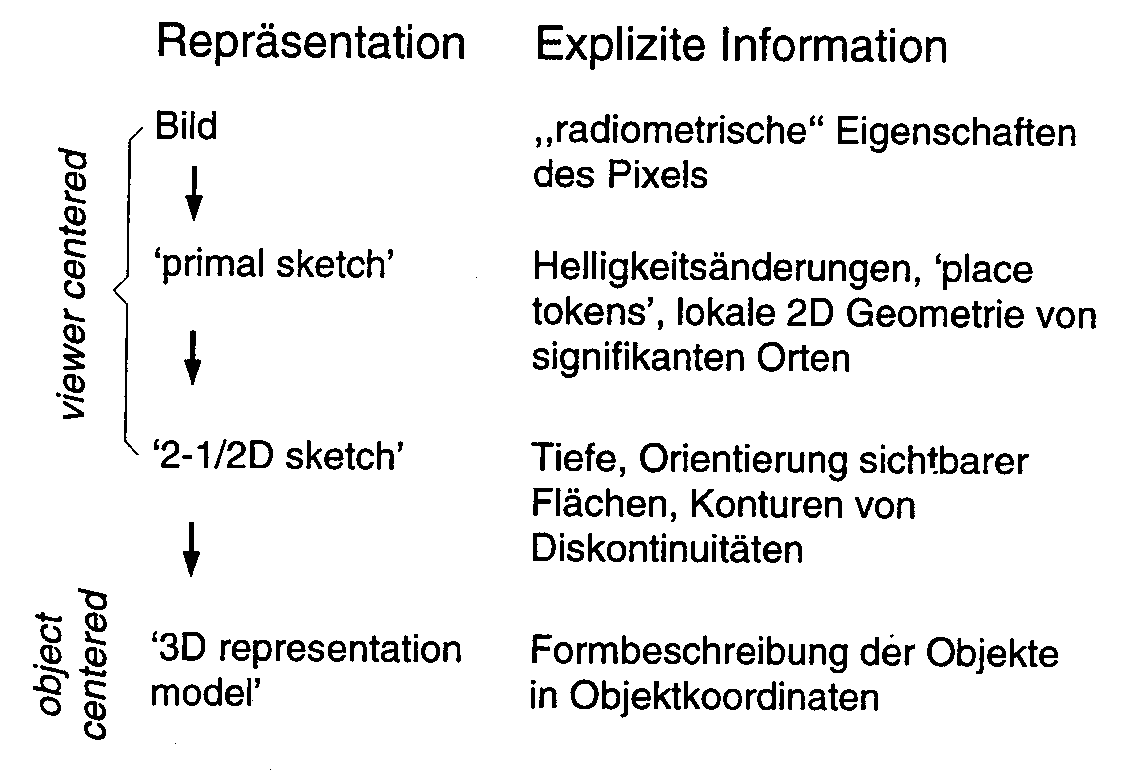 Repräsentation Explizite Information
viewer centered
Bild
„radiometrische“ Eigenschaften
des Pixels
‘primal sketch’
Helligkeitsänderungen, ‘place
tokens’, lokale 2D Geometrie von
signifikanten Orten
‘2-1/2D sketch’
Tiefe, Orientierung sichtbarer
Flächen, Konturen von
Diskontinuitäten
object
centered
‘3D representation
model’
Formbeschreibung der Objekte
in Objektkoordinaten